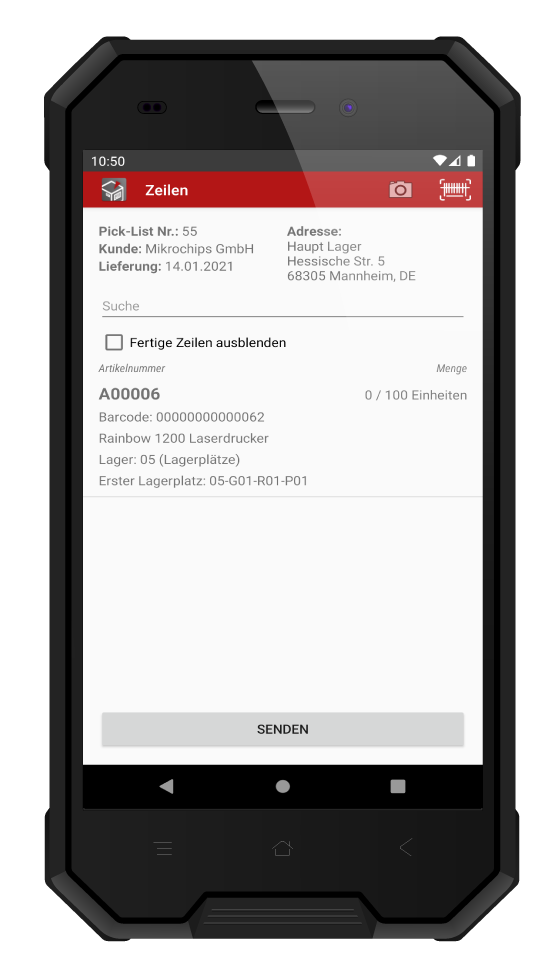 10:50
Zeilen
Pick-List Nr.: 55
Kunde: Mikrochips GmbH
Lieferung: 14.01.2021
Adresse:
Haupt Lager
Hessische Str. 5
68305 Mannheim, DE
Suche
Fertige Zeilen ausblenden
Artikelnummer Menge
A00006 0 / 100 Einheiten
Barcode: 00000000000062
Rainbow 1200 Laserdrucker
Lager: 05 (Lagerplätze)
Erster Lagerplatz: 05-G01-R01-P01
SENDEN